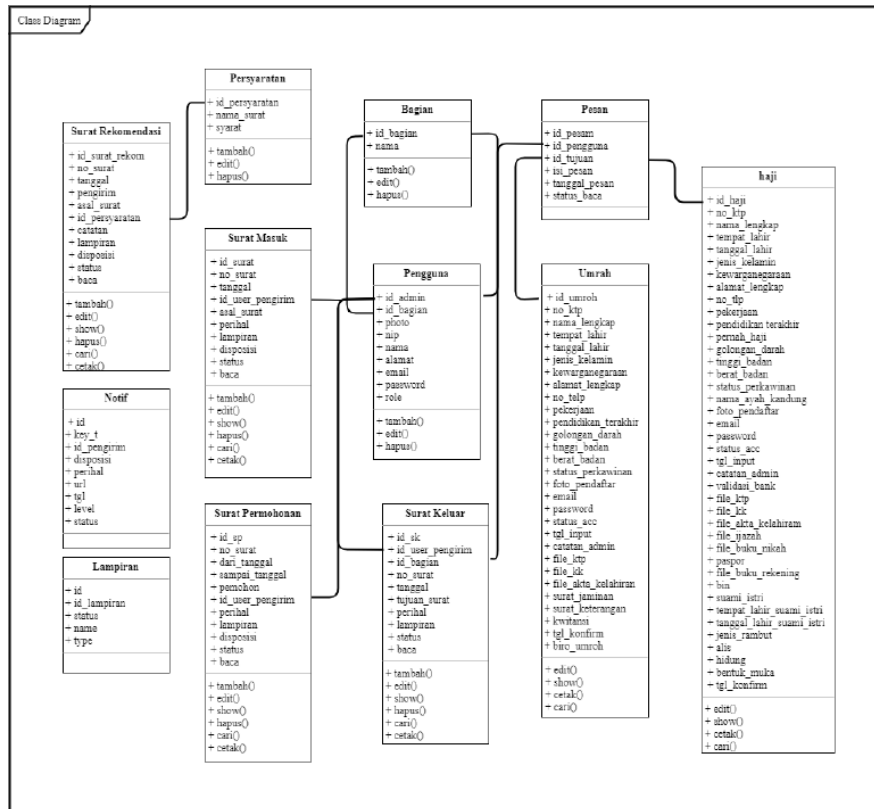 Class Diagram
Persyaratan
+ id_persyaratan
+ nama_surat
+ syarat
+ tambah()
+ edit()
+ hapus()
Surat Rekomendasi
+ id_surat_rekom
+ no_surat
+ tanggal
+ pengirim
+ asal_surat
+ id_persyaratan
+ catatan
+ lampiran
+ disposisi
+ status
+ baca
+ tambah()
+ edit()
+ show()
+ hapus()
+ cari()
+ cetak()
Notif
+ id
+ key_t
+ id_pengirim
+ disposisi
+ perihal
+ url
+ tgl
+ level
+ status
Lampiran
+ id
+ id_lampiran
+ status
+ name
+ type
Surat Masuk
+ id_surat
+ no_surat
+ tanggal
+ id_user_pengirim
+ asal_surat
+ perihal
+ lampiran
+ disposisi
+ status
+ baca
+ tambah()
+ edit()
+ show()
+ hapus()
+ cari()
+ cetak()
Surat Permohonan
+ id_sp
+ no_surat
+ dari_tanggal
+ sampai_tanggal
+ pemohon
+ id_user_pengirim
+ perihal
+ lampiran
+ disposisi
+ status
+ baca
+ tambah()
+ edit()
+ show()
+ hapus()
+ cari()
+ cetak()
Bagian
+ id_bagian
+ nama
+ tambah()
+ edit()
+ hapus()
Pengguna
+ id_admin
+ id_bagian
+ photo
+ nip
+ nama
+ alamat
+ email
+ password
+ role
+ tambah()
+ edit()
+ hapus()
Surat Keluar
+ id_sk
+ id_user_pengirim
+ id_bagian
+ no_surat
+ tanggal
+ tujuan_surat
+ perihal
+ lampiran
+ status
+ baca
+ tambah()
+ edit()
+ show()
+ hapus()
+ cari()
+ cetak()
Pesan
+ id_pesam
+ id_pengguna
+ id_tujuan
+ isi_pesan
+ tanggal_pesan
+ status_baca
Umrah
+ id_umroh
+ no_ktp
+ nama_lengkap
+ tempat_lahir
+ tanggal_lahir
+ jenis_kelamin
+ kewarganegaraan
+ alamat_lengkap
+ no_telp
+ pekerjaan
+ pendidikan_terakhir
+ golongan_darah
+ tinggi_badan
+ berat_badan
+ status_perkawinan
+ foto_pendaftar
+ email
+ password
+ status_acc
+ tgl_input
+ catatan_admin
+ file_ktp
+ file_kk
+ file_akta_kelahiran
+ surat_jaminan
+ surat_keterangan
+ kwitansi
+ tgl_konfirm
+ biro_umroh
+ edit()
+ show()
+ cetak()
+ cari()
haji
+ id_haji
+ no_ktp
+ nama_lengkap
+ tempat_lahir
+ tanggal_lahir
+ jenis_kelamin
+ kewarganegaraan
+ alamat_lengkap
+ no_tlp
+ pekerjaan
+ pendidikan terakhir
+ pernah_haji
+ golongan_darah
+ tinggi_badan
+ berat_badan
+ status_perkawinan
+ nama_ayah_kandung
+ foto_pendaftar
+ email
+ password
+ status_acc
+ tgl_input
+ catatan_admin
+ validasi_bank
+ file_ktp
+ file_kk
+ file_akta_kelahiram
+ file_ijazah
+ file_buku_nikah
+ paspor
+ file_buku_rekening
+ bin
+ suami_istri
+ tempat_lahir_suami_istri
+ tanggal_lahir_suami_istri
+ jenis_rambut
+ alis
+ hidung
+ bentuk_muka
+ tgl_konfirm
+ edit()
+ show()
+ cetak()
+ cari()